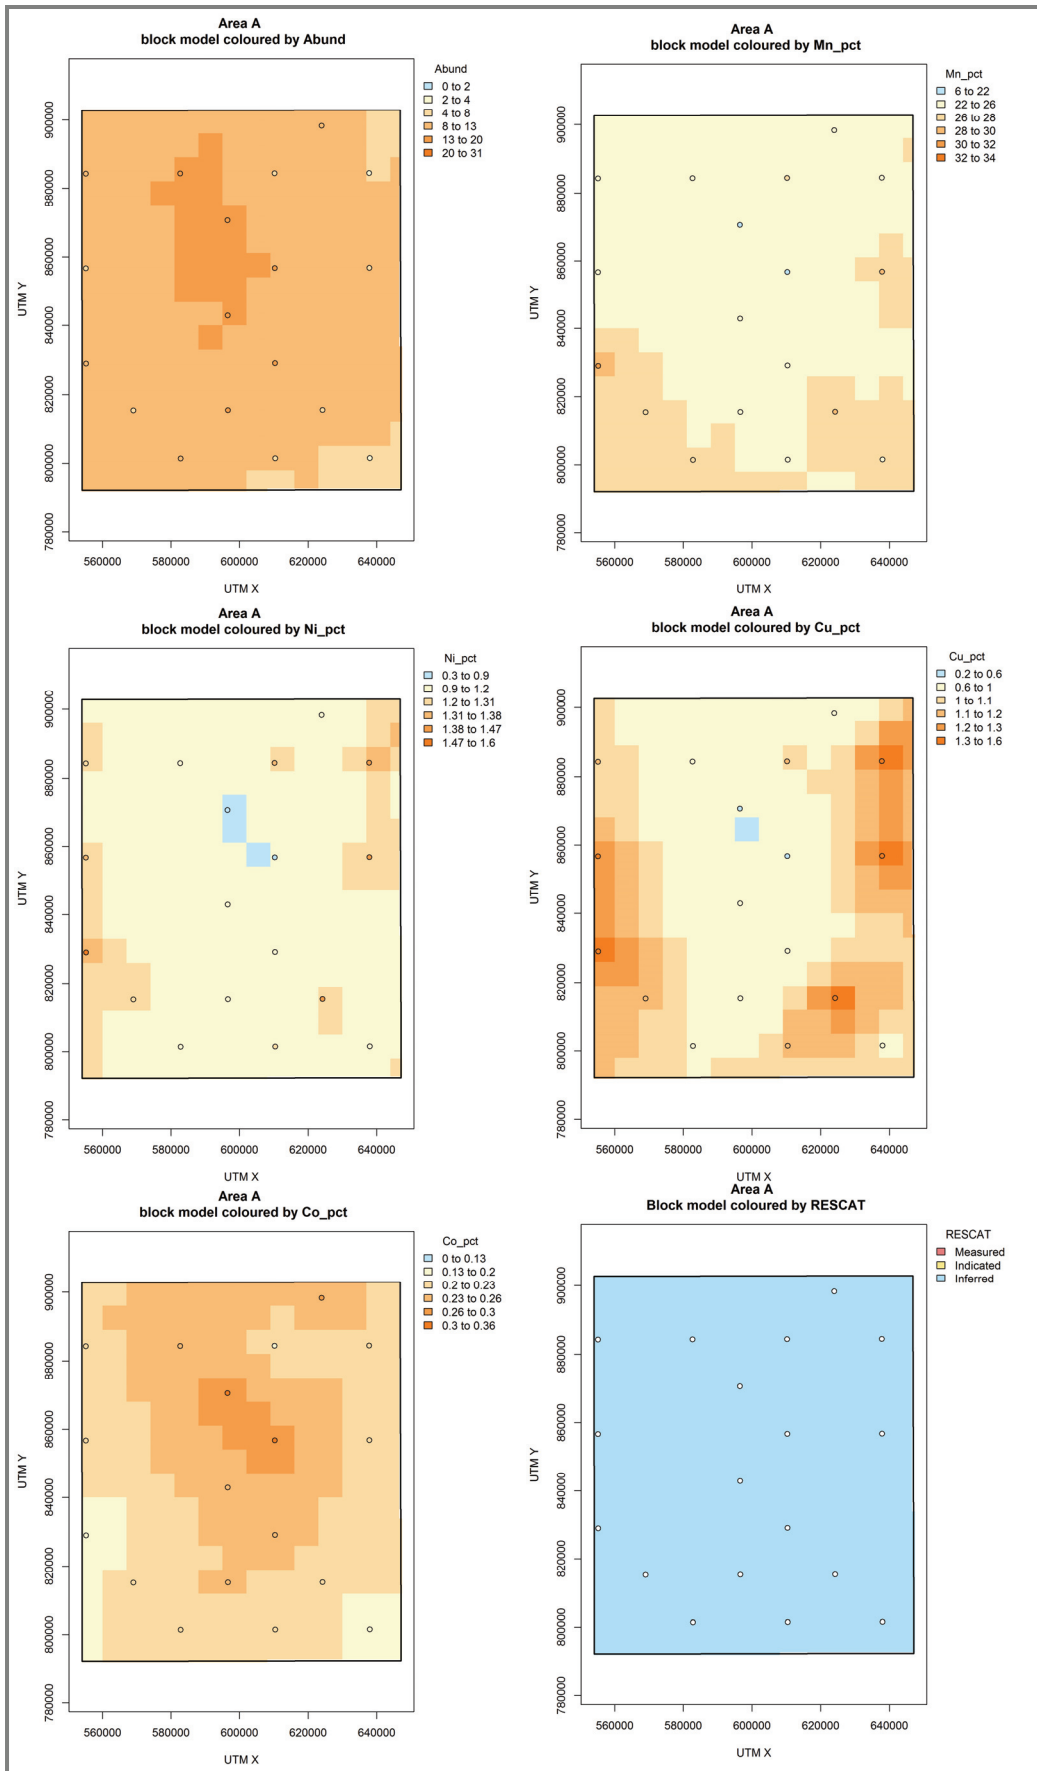 Area A
block model coloured by Abund
Abund
0 to 2
2 to 4
4 to 8
8 to 13
13 to 20
20 to 31
900000
880000
860000
840000
820000
800000
780000
UTM Y
560000 580000 600000 620000 640000
UTM X
Area A
block model coloured by Mn_pct
Mn_pct
6 to 22
22 to 26
26 to 28
28 to 30
30 to 32
32 to 34
900000
880000
860000
840000
820000
800000
780000
UTM Y
560000 580000 600000 620000 640000
UTM X
Area A
block model coloured by Ni_pct
Ni_pct
0.3 to 0.9
0.9 to 1.2
1.2 to 1.31
1.31 to 1.38
1.38 to 1.47
1.47 to 1.6
900000
880000
860000
840000
820000
800000
780000
UTM Y
560000 580000 600000 620000 640000
UTM X
Area A
block model coloured by Cu_pct
Cu_pct
0.2 to 0.6
0.6 to 1
1 to 1.1
1.1 to 1.2
1.2 to 1.3
1.3 to 1.6
900000
880000
860000
840000
820000
800000
780000
UTM Y
560000 580000 600000 620000 640000
UTM X
Area A
block model coloured by Co_pct
Co_pct
0 to 0.13
0.13 to 0.2
0.2 to 0.23
0.23 to 0.26
0.26 to 0.3
0.3 to 0.36
900000
880000
860000
840000
820000
800000
780000
UTM Y
560000 580000 600000 620000 640000
UTM X
Area A
Block model coloured by RESCAT
RESCAT
Measured
Indicated
Inferred
900000
880000
860000
840000
820000
800000
780000
UTM Y
560000 580000 600000 620000 640000
UTM X